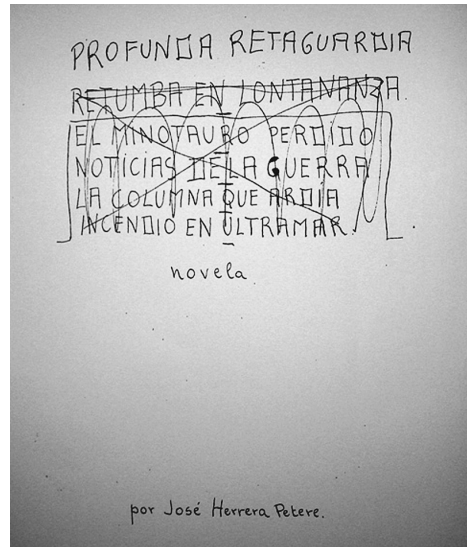 PROFUNDA RETAGUARDIA
RETUMBA EN LONTANANZA.
EL MINOTAURO PERDIDO
NOTICIAS DE LA GUERRA
LA COLUMNA QUE ARDIA
INCENDIO EN ULTRAMAR.
novela
por José Herrera Petere.